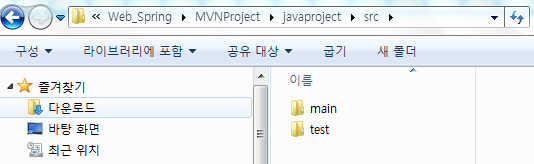 « Web_Spring ▸ MVNProject ▸ javaproject ▸ src ▸
구성 ▼ 라이브러리에 포함 ▼ 공유 대상 ▼ 굽기 새 폴더
즐겨찾기
다운로드
바탕 화면
최근 위치
이름
main
test